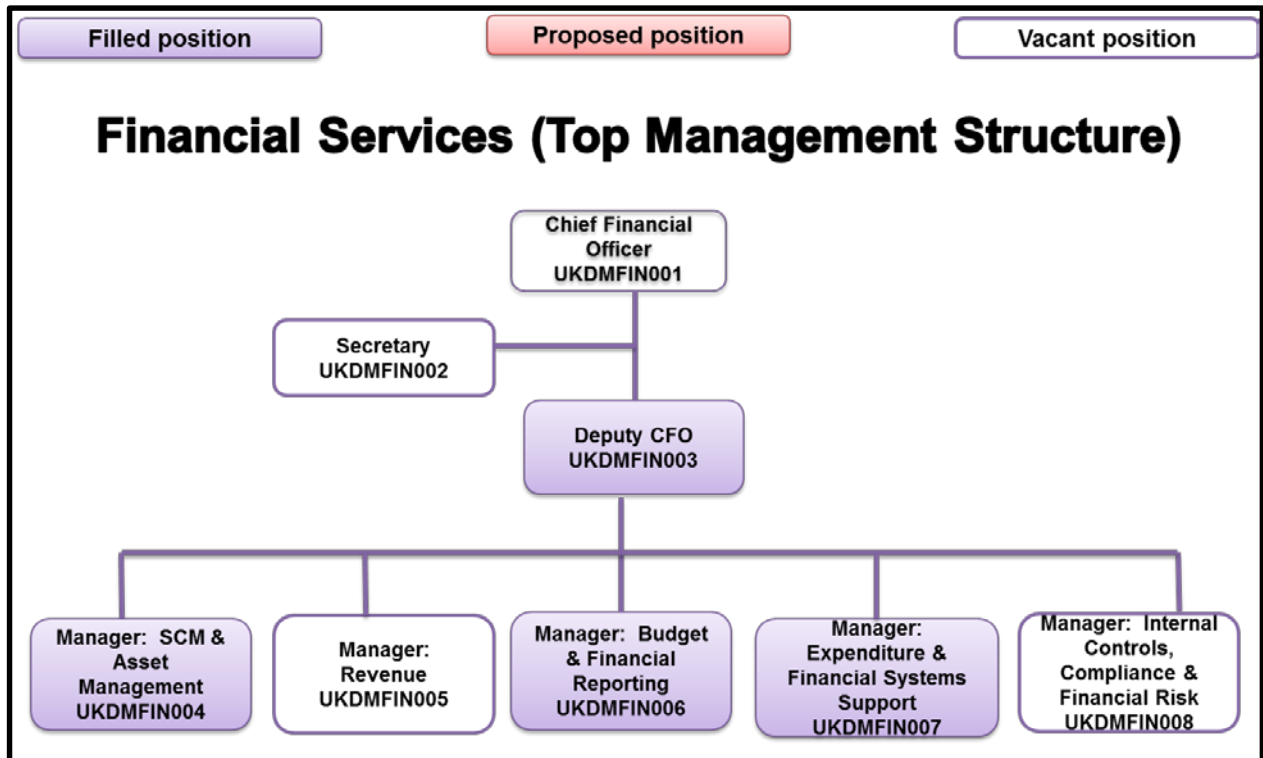 Filled position
Proposed position
Vacant position
Financial Services (Top Management Structure)
Chief Financial
Officer
UKDMFIN001
Secretary
UKDMFIN002
Deputy CFO
UKDMFIN003
Manager: SCM &
Asset
Management
UKDMFIN004
Manager:
Revenue
UKDMFIN005
Manager: Budget
& Financial
Reporting
UKDMFIN006
Manager:
Expenditure &
Financial Systems
Support
UKDMFIN007
Manager: Internal
Controls,
Compliance &
Financial Risk
UKDMFIN008